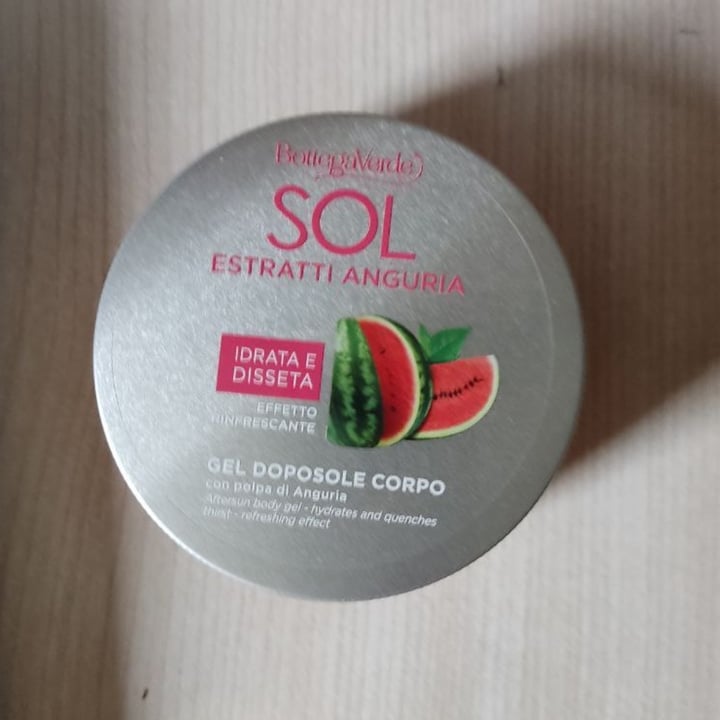 BottegaVerde
SOL
ESTRATTI ANGURIA
IDRATA E
DISSETA
EFFETTO
RINFRESCANTE
GEL DOPOSOLE CORPO
con polpa di Anguria
Aftersun body gel - hydrates and quenches
thirst - refreshing effect